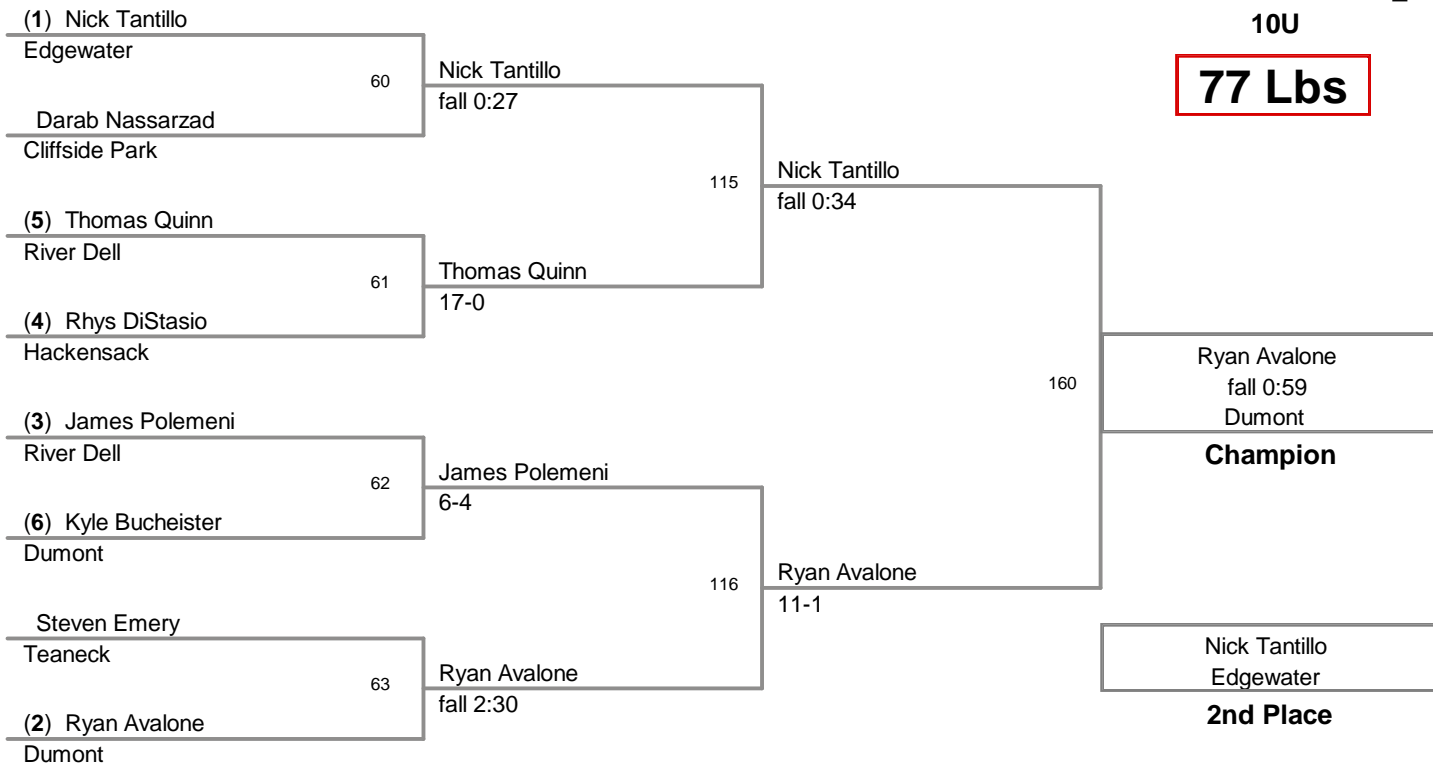 10U
77 Lbs
(1) Nick Tantillo
Edgewater
60
Darab Nassarzad
Cliffside Park
Nick Tantillo
fall 0:27
(5) Thomas Quinn
River Dell
61
(4) Rhys DiStasio
Hackensack
Thomas Quinn
17-0
115
Nick Tantillo
fall 0:34
(3) James Polemeni
River Dell
62
(6) Kyle Bucheister
Dumont
James Polemeni
6-4
Steven Emery
Teaneck
63
(2) Ryan Avalone
Dumont
Ryan Avalone
fall 2:30
116
Ryan Avalone
11-1
160
Ryan Avalone
fall 0:59
Dumont
Champion
Nick Tantillo
Edgewater
2nd Place